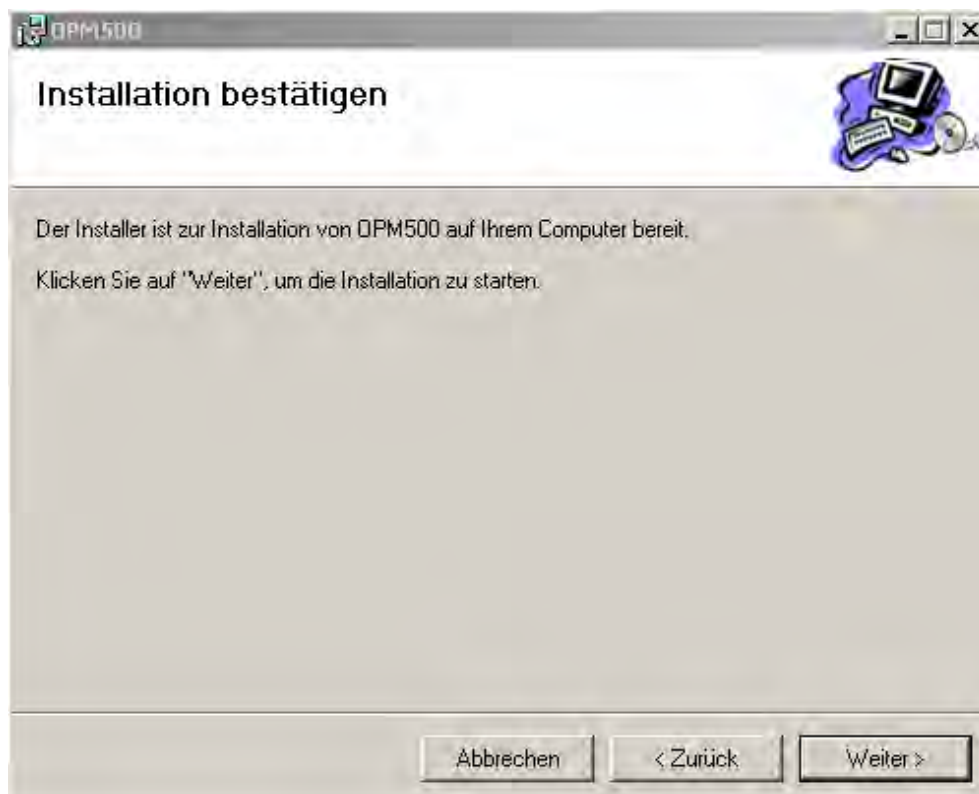 OPM500
Installation bestätigen
Der Installer ist zur Installation von OPM500 auf Ihrem Computer bereit.
Klicken Sie auf "Weiter", um die Installation zu starten.
Abbrechen
< Zurück
Weiter >